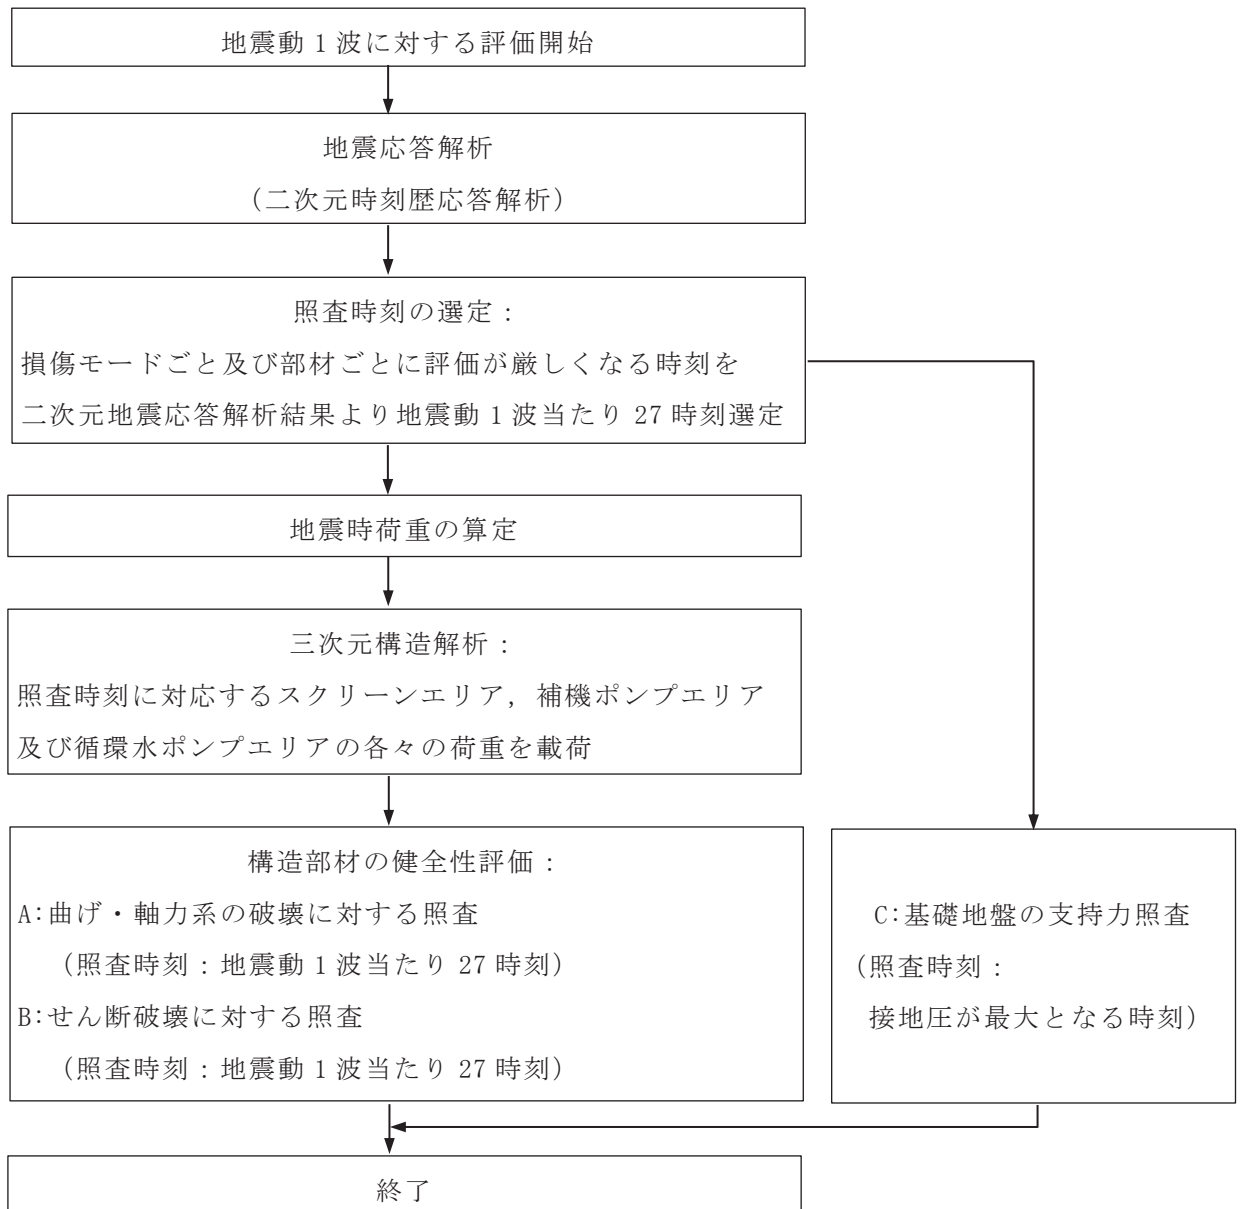 地震動 1 波に対する評価開始
地震応答解析
(二次元時刻歴応答解析)
照査時刻の選定：
損傷モードごと及び部材ごとに評価が厳しくなる時刻を
二次元地震応答解析結果より地震動 1 波当たり 27 時刻選定
地震時荷重の算定
三次元構造解析：
照査時刻に対応するスクリーンエリア，補機ポンプエリア
及び循環水ポンプエリアの各々の荷重を載荷
構造部材の健全性評価：
A:曲げ・軸力系の破壊に対する照査
(照査時刻：地震動 1 波当たり 27 時刻)
B:せん断破壊に対する照査
(照査時刻：地震動 1 波当たり 27 時刻)
C:基礎地盤の支持力照査
(照査時刻：
接地圧が最大となる時刻)
終了